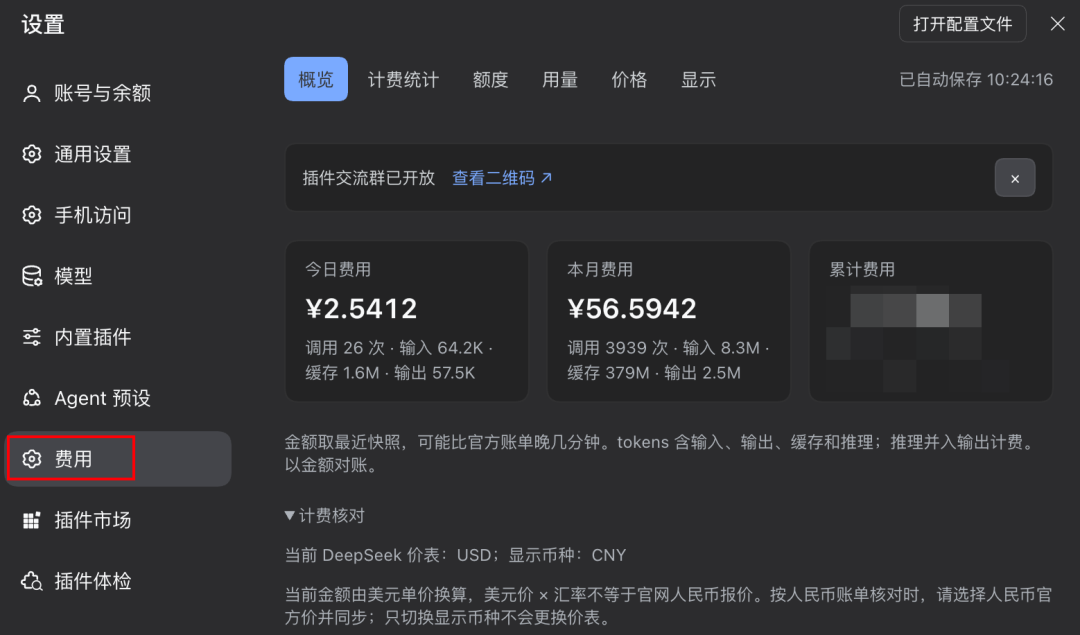 设置
打开配置文件
账号与余额
通用设置
手机访问
模型
内置插件
Agent 预设
费用
插件市场
插件体检
概览 计费统计 额度 用量 价格 显示
已自动保存 10:24:16
插件交流群已开放 查看二维码 ↗
×
今日费用
¥2.5412
调用 26 次 · 输入 64.2K ·
缓存 1.6M · 输出 57.5K
本月费用
¥56.5942
调用 3939 次 · 输入 8.3M ·
缓存 379M · 输出 2.5M
累计费用
金额取最近快照，可能比官方账单晚几分钟。tokens 含输入、输出、缓存和推理；推理并入输出计费。
以金额对账。
▼计费核对
当前 DeepSeek 价表：USD；显示币种：CNY
当前金额由美元单价换算，美元价 × 汇率不等于官网人民币报价。按人民币账单核对时，请选择人民币官
方价并同步；只切换显示币种不会更换价表。